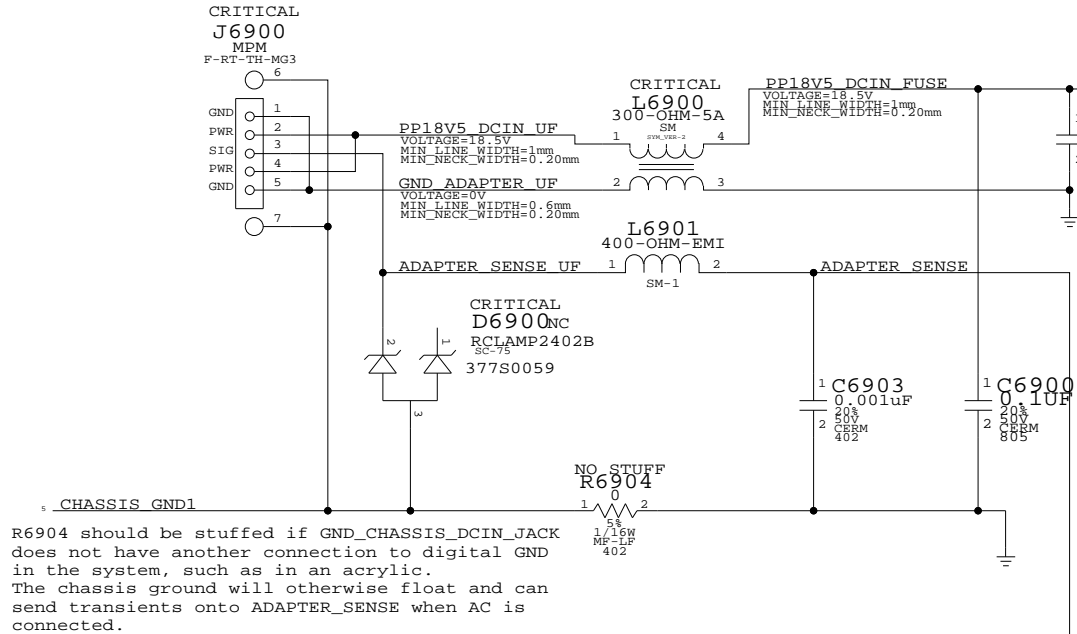 CRITICAL
J6900
MPM
F-RT-TH-MG3
6
GND 1
PWR 2
SIG 3
PWR 4
GND 5
7
PP18V5_DCIN_UF
VOLTAGE=18.5V
MIN_LINE_WIDTH=1mm
MIN_NECK_WIDTH=0.20mm
GND_ADAPTER_UF
VOLTAGE=0V
MIN_LINE_WIDTH=0.6mm
MIN_NECK_WIDTH=0.20mm
CRITICAL
L6900
300-OHM-5A
SM
SYM_VER-2
1 4
2 3
PP18V5_DCIN_FUSE
VOLTAGE=18.5V
MIN_LINE_WIDTH=1mm
MIN_NECK_WIDTH=0.20mm
L6901
400-OHM-EMI
ADAPTER_SENSE_UF 1 2 ADAPTER_SENSE
SM-1
CRITICAL
D6900 NC
RCLAMP2402B
SC-75
377S0059
2
1
3
1 C6903
0.001uF
20%
50V
2 CERM
402
1 C6900
0.1UF
20%
50V
2 CERM
805
NO STUFF
R6904
0
1 2
5%
1/16W
MF-LF
402
5 CHASSIS_GND1
R6904 should be stuffed if GND_CHASSIS_DCIN_JACK
does not have another connection to digital GND
in the system, such as in an acrylic.
The chassis ground will otherwise float and can
send transients onto ADAPTER_SENSE when AC is
connected.